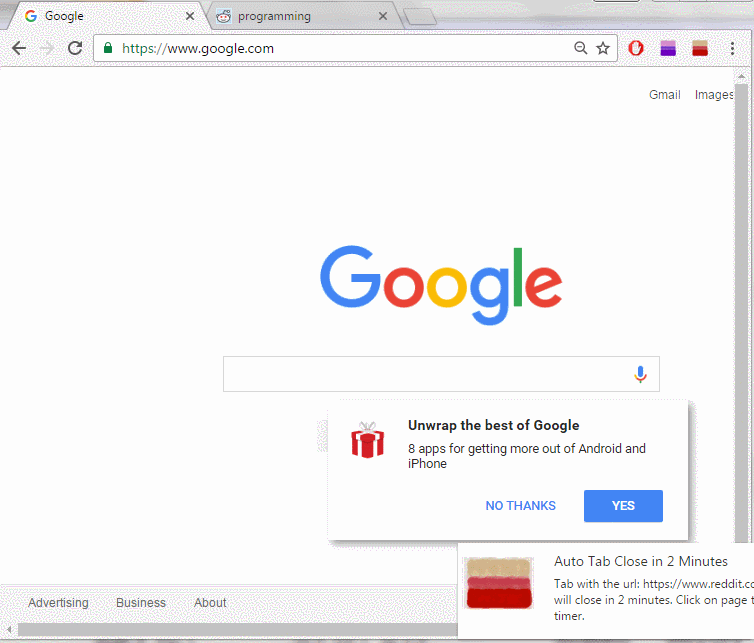 Google
programming
https://www.google.com
Gmail Images
Google
Unwrap the best of Google
8 apps for getting more out of Android and
iPhone
NO THANKS YES
Auto Tab Close in 2 Minutes
Tab with the url: https://www.reddit.co
will close in 2 minutes. Click on page t
timer.
Advertising Business About